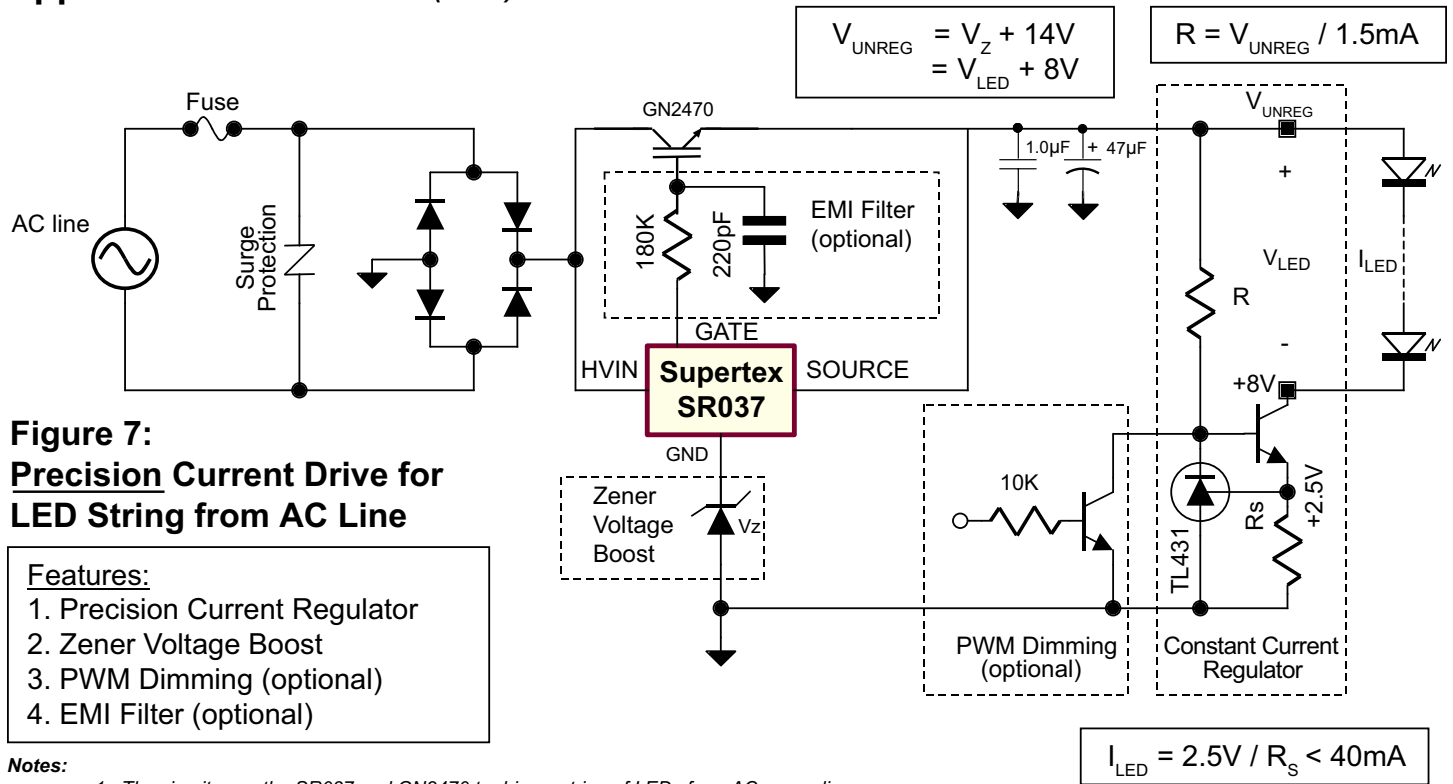 V_UNREG = V_Z + 14V
= V_LED + 8V
R = V_UNREG / 1.5mA
Fuse
GN2470
V_UNREG
1.0µF
+ 47µF
+
AC line
Surge
Protection
180K
220pF
EMI Filter
(optional)
V_LED
I_LED
R
GATE
HVIN
Supertex
SR037
SOURCE
-
+8V
GND
Figure 7:
Precision Current Drive for
LED String from AC Line
Zener
Voltage
Boost
Vz
10K
TL431
Rs
+2.5V
Features:
1. Precision Current Regulator
2. Zener Voltage Boost
3. PWM Dimming (optional)
4. EMI Filter (optional)
PWM Dimming
(optional)
Constant Current
Regulator
I_LED = 2.5V / R_S < 40mA
Notes: